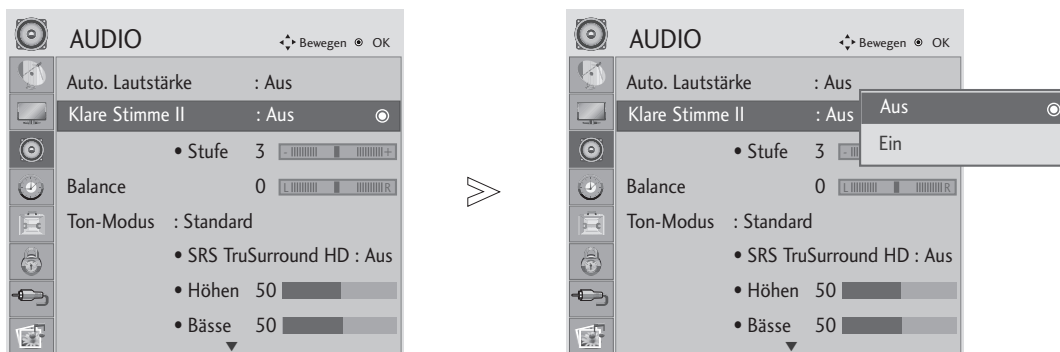 AUDIO
Bewegen OK
Auto. Lautstärke : Aus
Klare Stimme II : Aus
• Stufe 3 - +
Balance 0 L R
Ton-Modus : Standard
• SRS TruSurround HD : Aus
• Höhen 50
• Bässe 50
AUDIO
Bewegen OK
Auto. Lautstärke : Aus
Klare Stimme II : Aus
Aus
Ein
• Stufe 3 -
Balance 0 L R
Ton-Modus : Standard
• SRS TruSurround HD : Aus
• Höhen 50
• Bässe 50